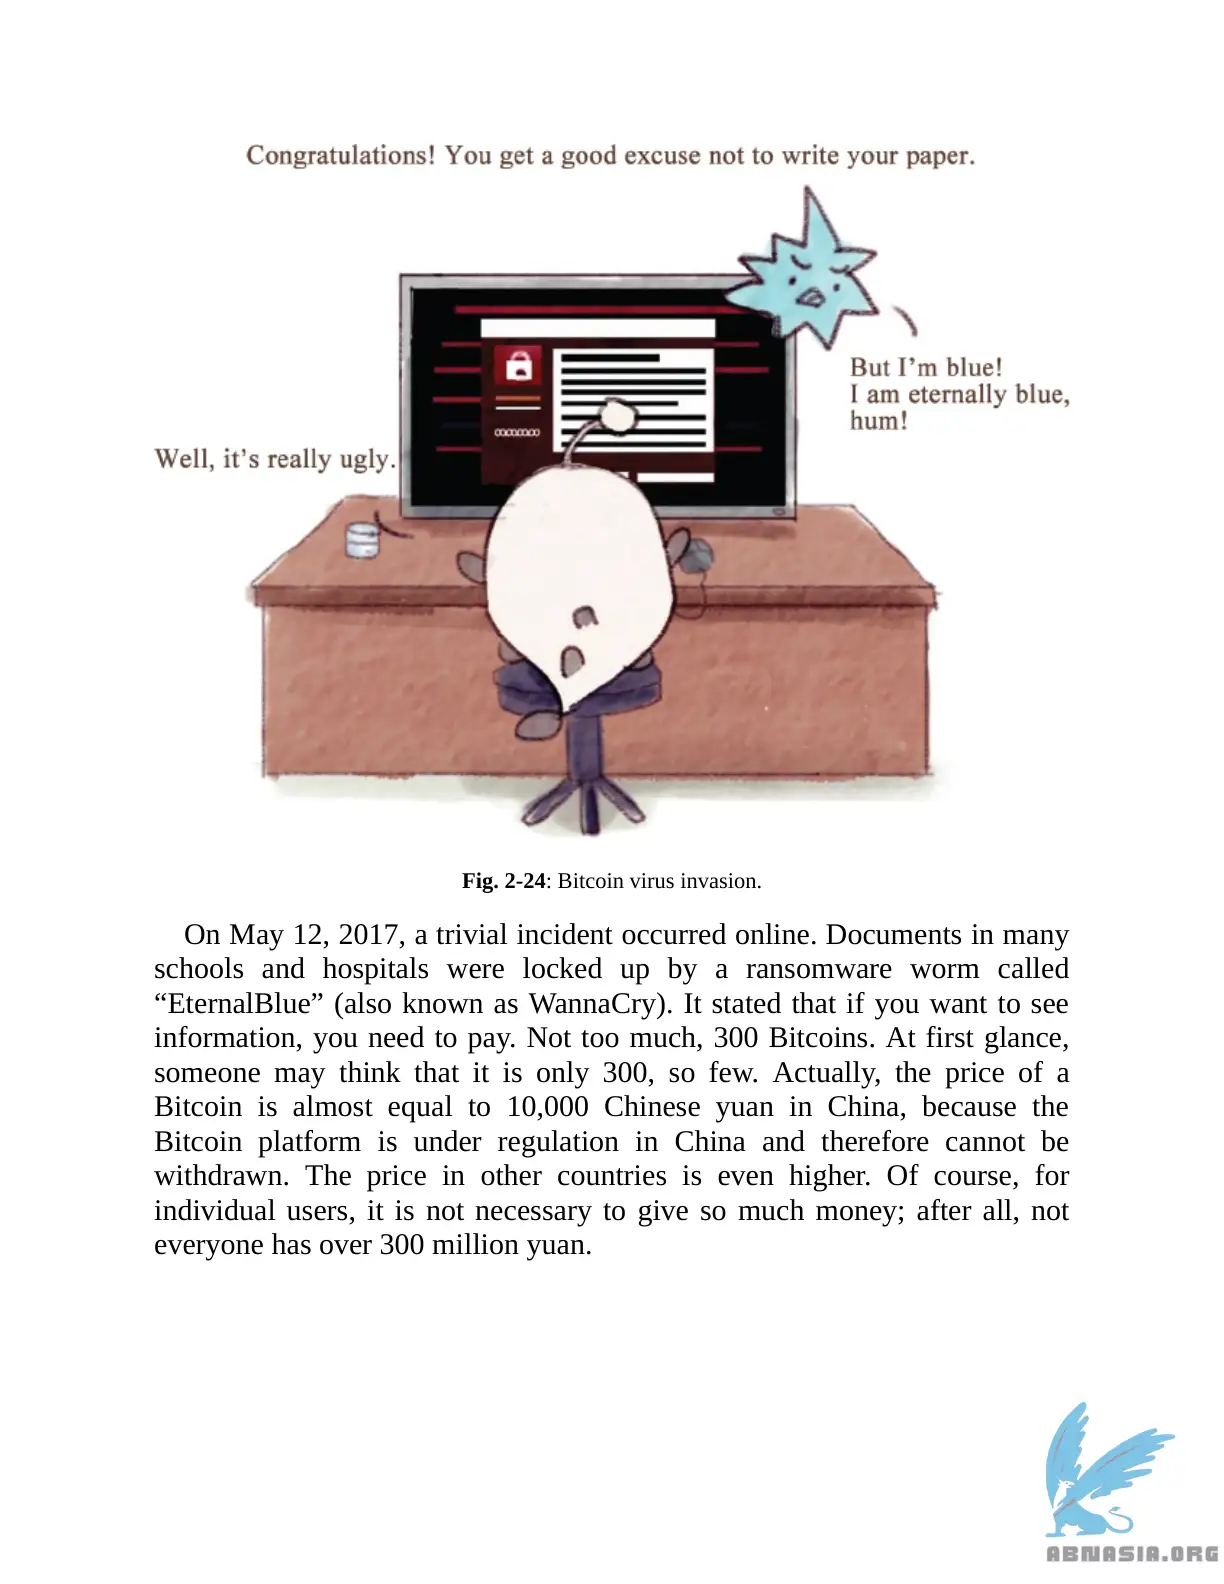 Congratulations! You get a good excuse not to write your paper.
But I'm blue!
I am eternally blue,
hum!
Well, it's really ugly.
Fig. 2-24: Bitcoin virus invasion.
On May 12, 2017, a trivial incident occurred online. Documents in many
schools and hospitals were locked up by a ransomware worm called
“EternalBlue” (also known as WannaCry). It stated that if you want to see
information, you need to pay. Not too much, 300 Bitcoins. At first glance,
someone may think that it is only 300, so few. Actually, the price of a
Bitcoin is almost equal to 10,000 Chinese yuan in China, because the
Bitcoin platform is under regulation in China and therefore cannot be
withdrawn. The price in other countries is even higher. Of course, for
individual users, it is not necessary to give so much money; after all, not
everyone has over 300 million yuan.
ABNASIA.ORG